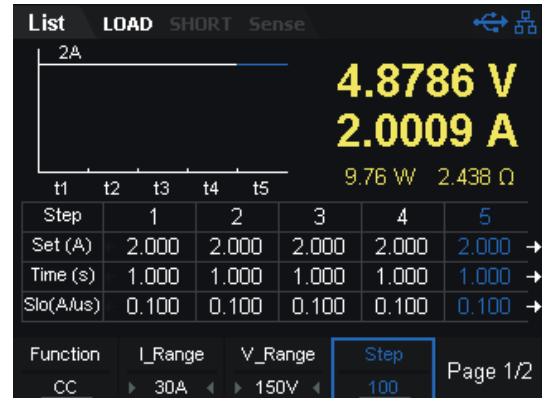 List LOAD SHORT Sense
2A
4.8786 V
2.0009 A
9.76 W 2.438 Ω
t1 t2 t3 t4 t5
Step 1 2 3 4 5
Set (A) 2.000 2.000 2.000 2.000 2.000
Time (s) 1.000 1.000 1.000 1.000 1.000
Slo(A/us) 0.100 0.100 0.100 0.100 0.100
Function I_Range V_Range Step Page 1/2
CC 30A 150V 100